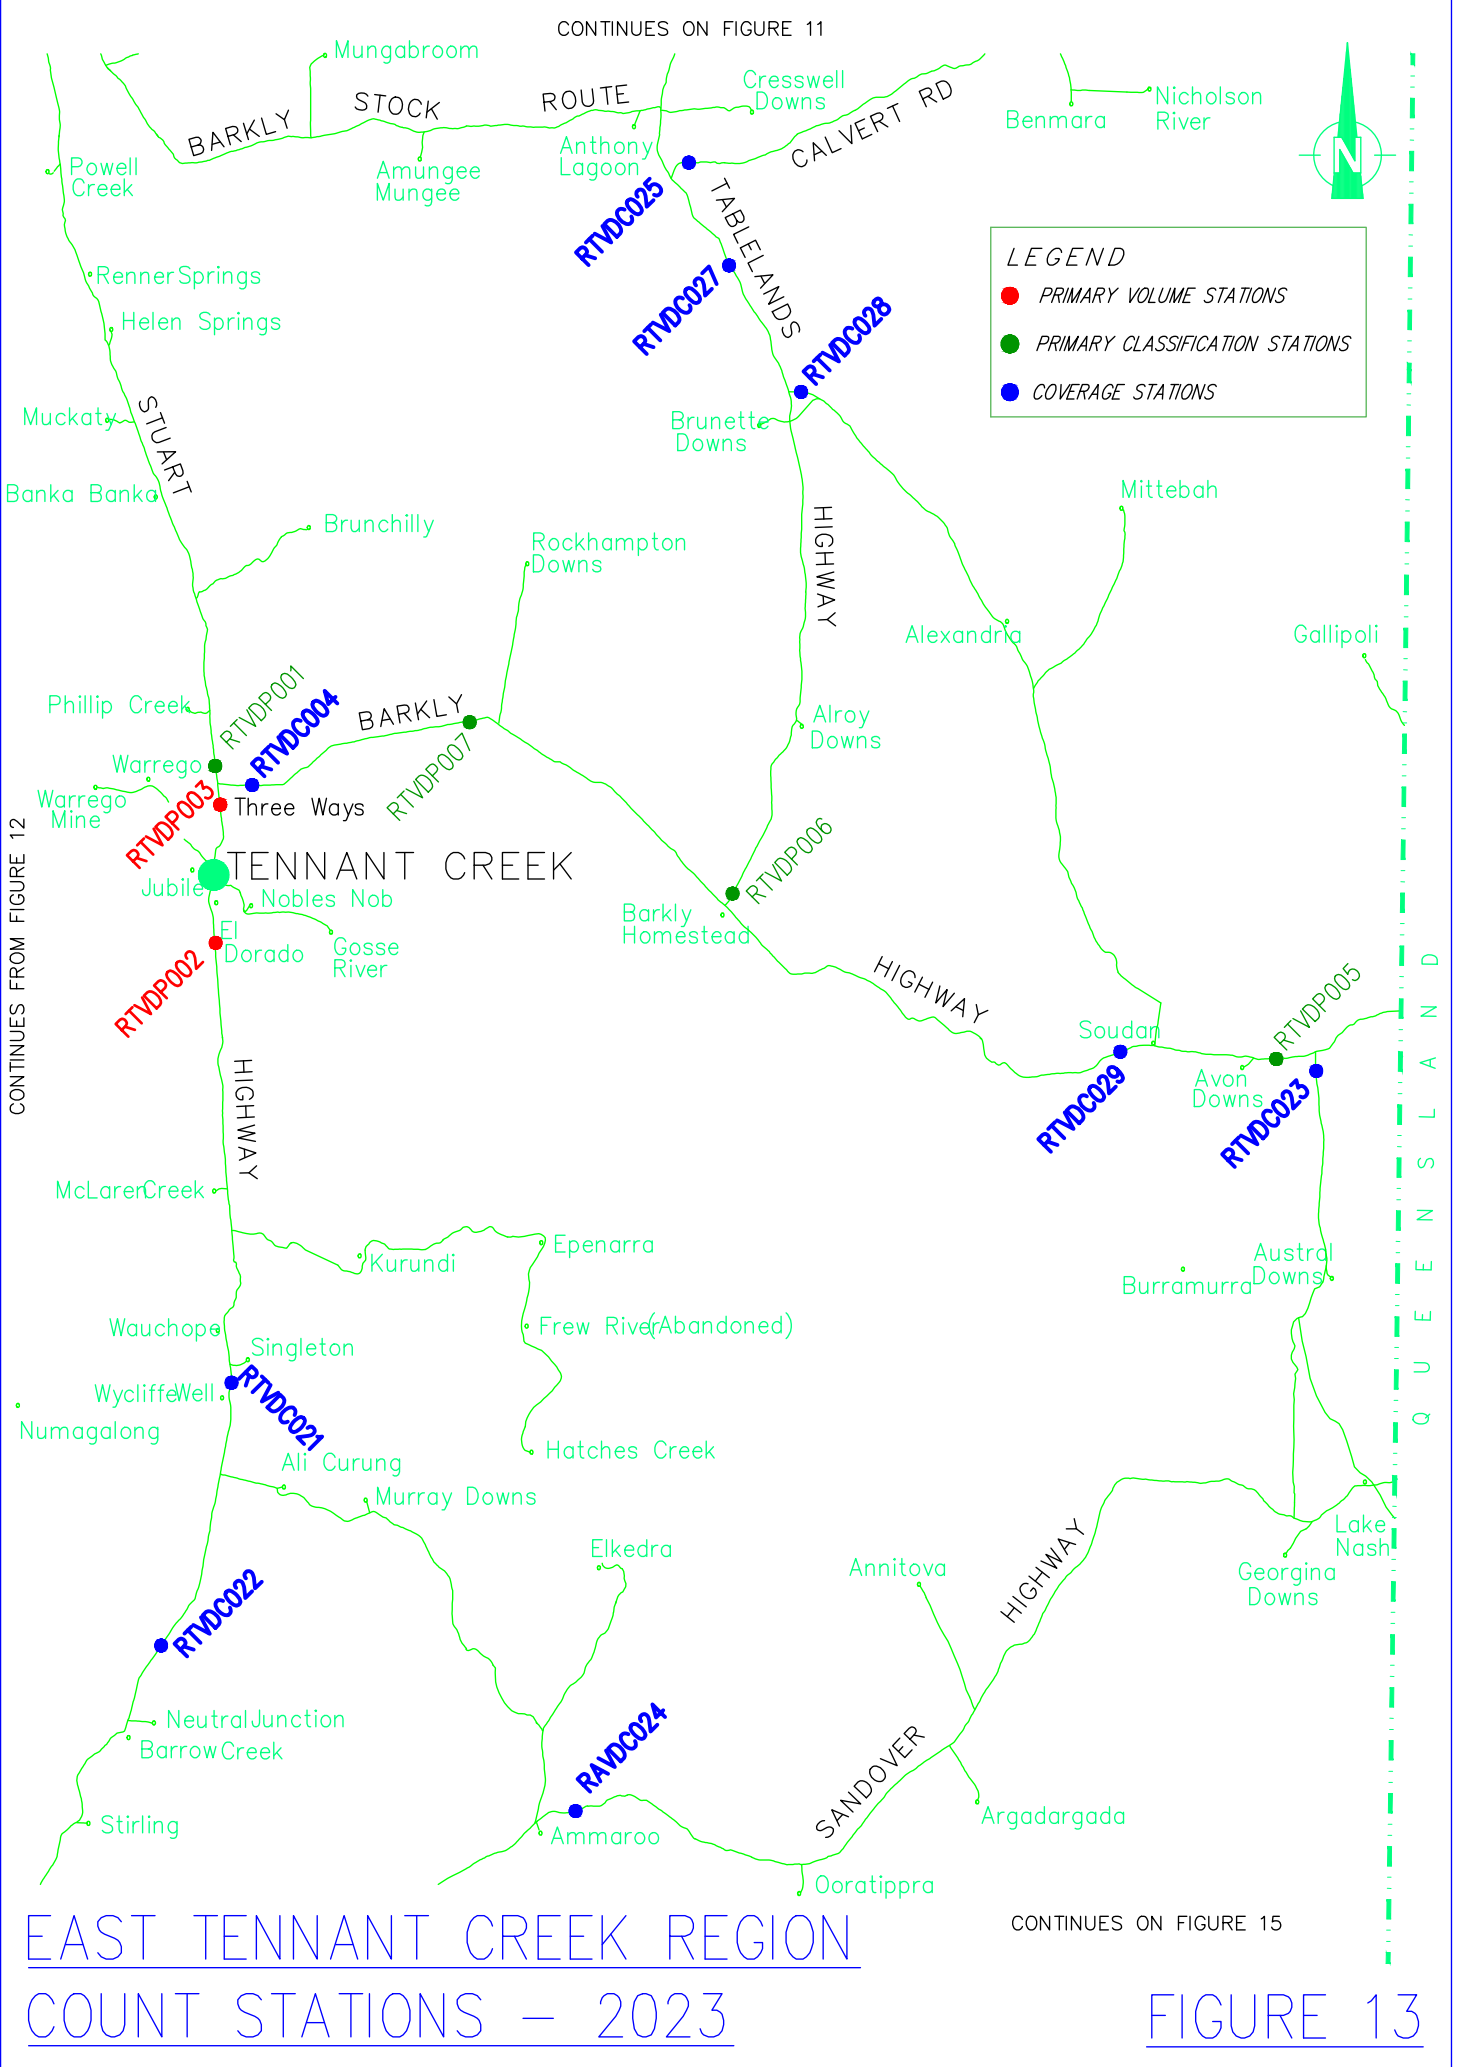 CONTINUES ON FIGURE 11
Mungabroom
Cresswell
Downs
BARKLY
STOCK
ROUTE
CALVERT RD
Nicholson
River
Benmara
Anthony
Lagoon
Amungee
Mungee
Powell
Creek
N
RTVDC025
TABLELANDS
LEGEND
PRIMARY VOLUME STATIONS
PRIMARY CLASSIFICATION STATIONS
COVERAGE STATIONS
Renner Springs
RTVDC027
Helen Springs
RTVDC028
Muckaty
STUART
Brunette
Downs
Banka Banka
Mittebah
Brunchilly
HIGHWAY
Rockhampton
Downs
Alexandria
Gallipoli
Phillip Creek
RTVDP001
RTVDC004
BARKLY
Alroy
Downs
Warrego
RTVDP007
Warrego
Mine
RTVDP003
Three Ways
CONTINUES FROM FIGURE 12
TENNANT CREEK
RTVDP006
Jubile
Nobles Nob
Barkly
Homestead
El
Dorado
Gosse
River
RTVDP002
HIGHWAY
RTVDP005
Soudan
QUEENSLAND
Avon
Downs
RTVDC029
RTVDC023
HIGHWAY
McLaren Creek
Kurundi
Epenarra
Austral
Downs
Burramurra
Wauchope
Frew River (Abandoned)
Singleton
Wycliffe Well
RTVDC021
Numagalong
Hatches Creek
Ali Curung
Murray Downs
Lake
Nash
Elkedra
Annitova
HIGHWAY
Georgina
Downs
RTVDC022
Neutral Junction
Barrow Creek
RAVDC024
SANDOVER
Argadargada
Stirling
Ammaroo
Ooratippra
CONTINUES ON FIGURE 15
EAST TENNANT CREEK REGION
COUNT STATIONS – 2023
FIGURE 13